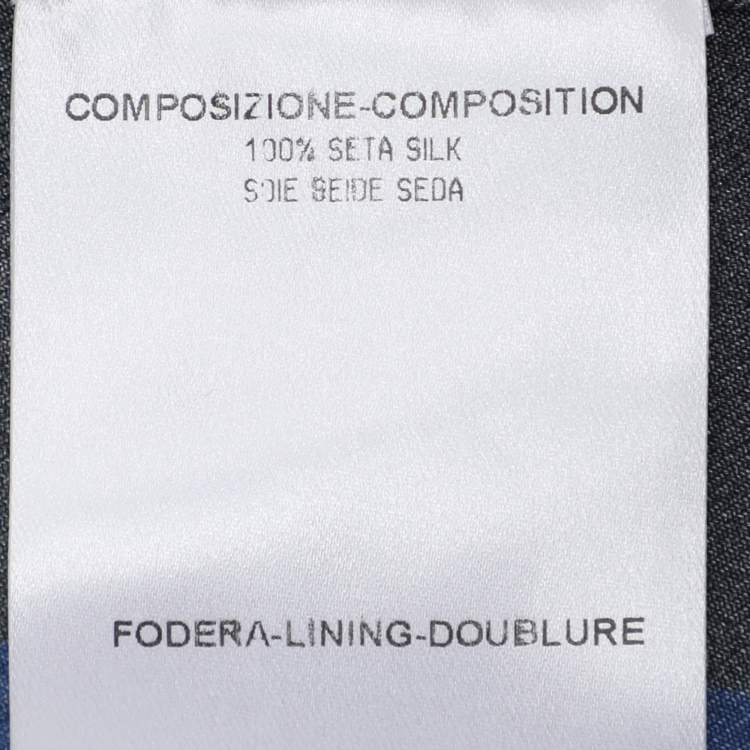 COMPOSIZIONE-COMPOSITION
100% SETA SILK
SOIE SEIDE SEDA
FODERA-LINING-DOUBLURE